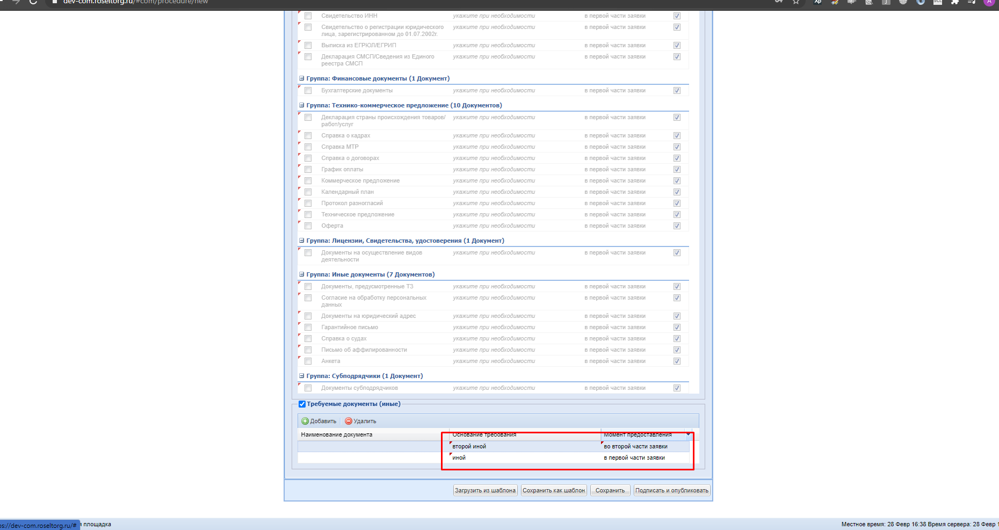 dev-com.roseltorg.ru/#com/procedure/new
Свидетельство ИНН укажите при необходимости в первой части заявки
Свидетельство о регистрации юридического укажите при необходимости в первой части заявки
лица, зарегистрированном до 01.07.2002г.
Выписка из ЕГРЮЛ/ЕГРИП укажите при необходимости в первой части заявки
Декларация СМСП/Сведения из Единого укажите при необходимости в первой части заявки
реестра СМСП
Группа: Финансовые документы (1 Документ)
Бухгалтерские документы укажите при необходимости в первой части заявки
Группа: Технико-коммерческое предложение (10 Документов)
Декларация страны происхождения товаров/ укажите при необходимости в первой части заявки
работ/услуг
Справка о кадрах укажите при необходимости в первой части заявки
Справка МТР укажите при необходимости в первой части заявки
Справка о договорах укажите при необходимости в первой части заявки
График оплаты укажите при необходимости в первой части заявки
Коммерческое предложение укажите при необходимости в первой части заявки
Календарный план укажите при необходимости в первой части заявки
Протокол разногласий укажите при необходимости в первой части заявки
Техническое предложение укажите при необходимости в первой части заявки
Оферта укажите при необходимости в первой части заявки
Группа: Лицензии, Свидетельства, удостоверения (1 Документ)
Документы на осуществление видов укажите при необходимости в первой части заявки
деятельности
Группа: Иные документы (7 Документов)
Документы, предусмотренные ТЗ укажите при необходимости в первой части заявки
Согласие на обработку персональных укажите при необходимости в первой части заявки
данных
Документы на юридический адрес укажите при необходимости в первой части заявки
Гарантийное письмо укажите при необходимости в первой части заявки
Справка о судах укажите при необходимости в первой части заявки
Письмо об аффилированности укажите при необходимости в первой части заявки
Анкета укажите при необходимости в первой части заявки
Группа: Субподрядчики (1 Документ)
Документы субподрядчиков укажите при необходимости в первой части заявки
Требуемые документы (иные)
Добавить Удалить
Наименование документа Основание требования Момент предоставления
второй иной во второй части заявки
иной в первой части заявки
Загрузить из шаблона Сохранить как шаблон Сохранить Подписать и опубликовать
ps://dev-com.roseltorg.ru/# я площадка Местное время: 28 Февр 16:38 Время сервера: 28 Февр 1